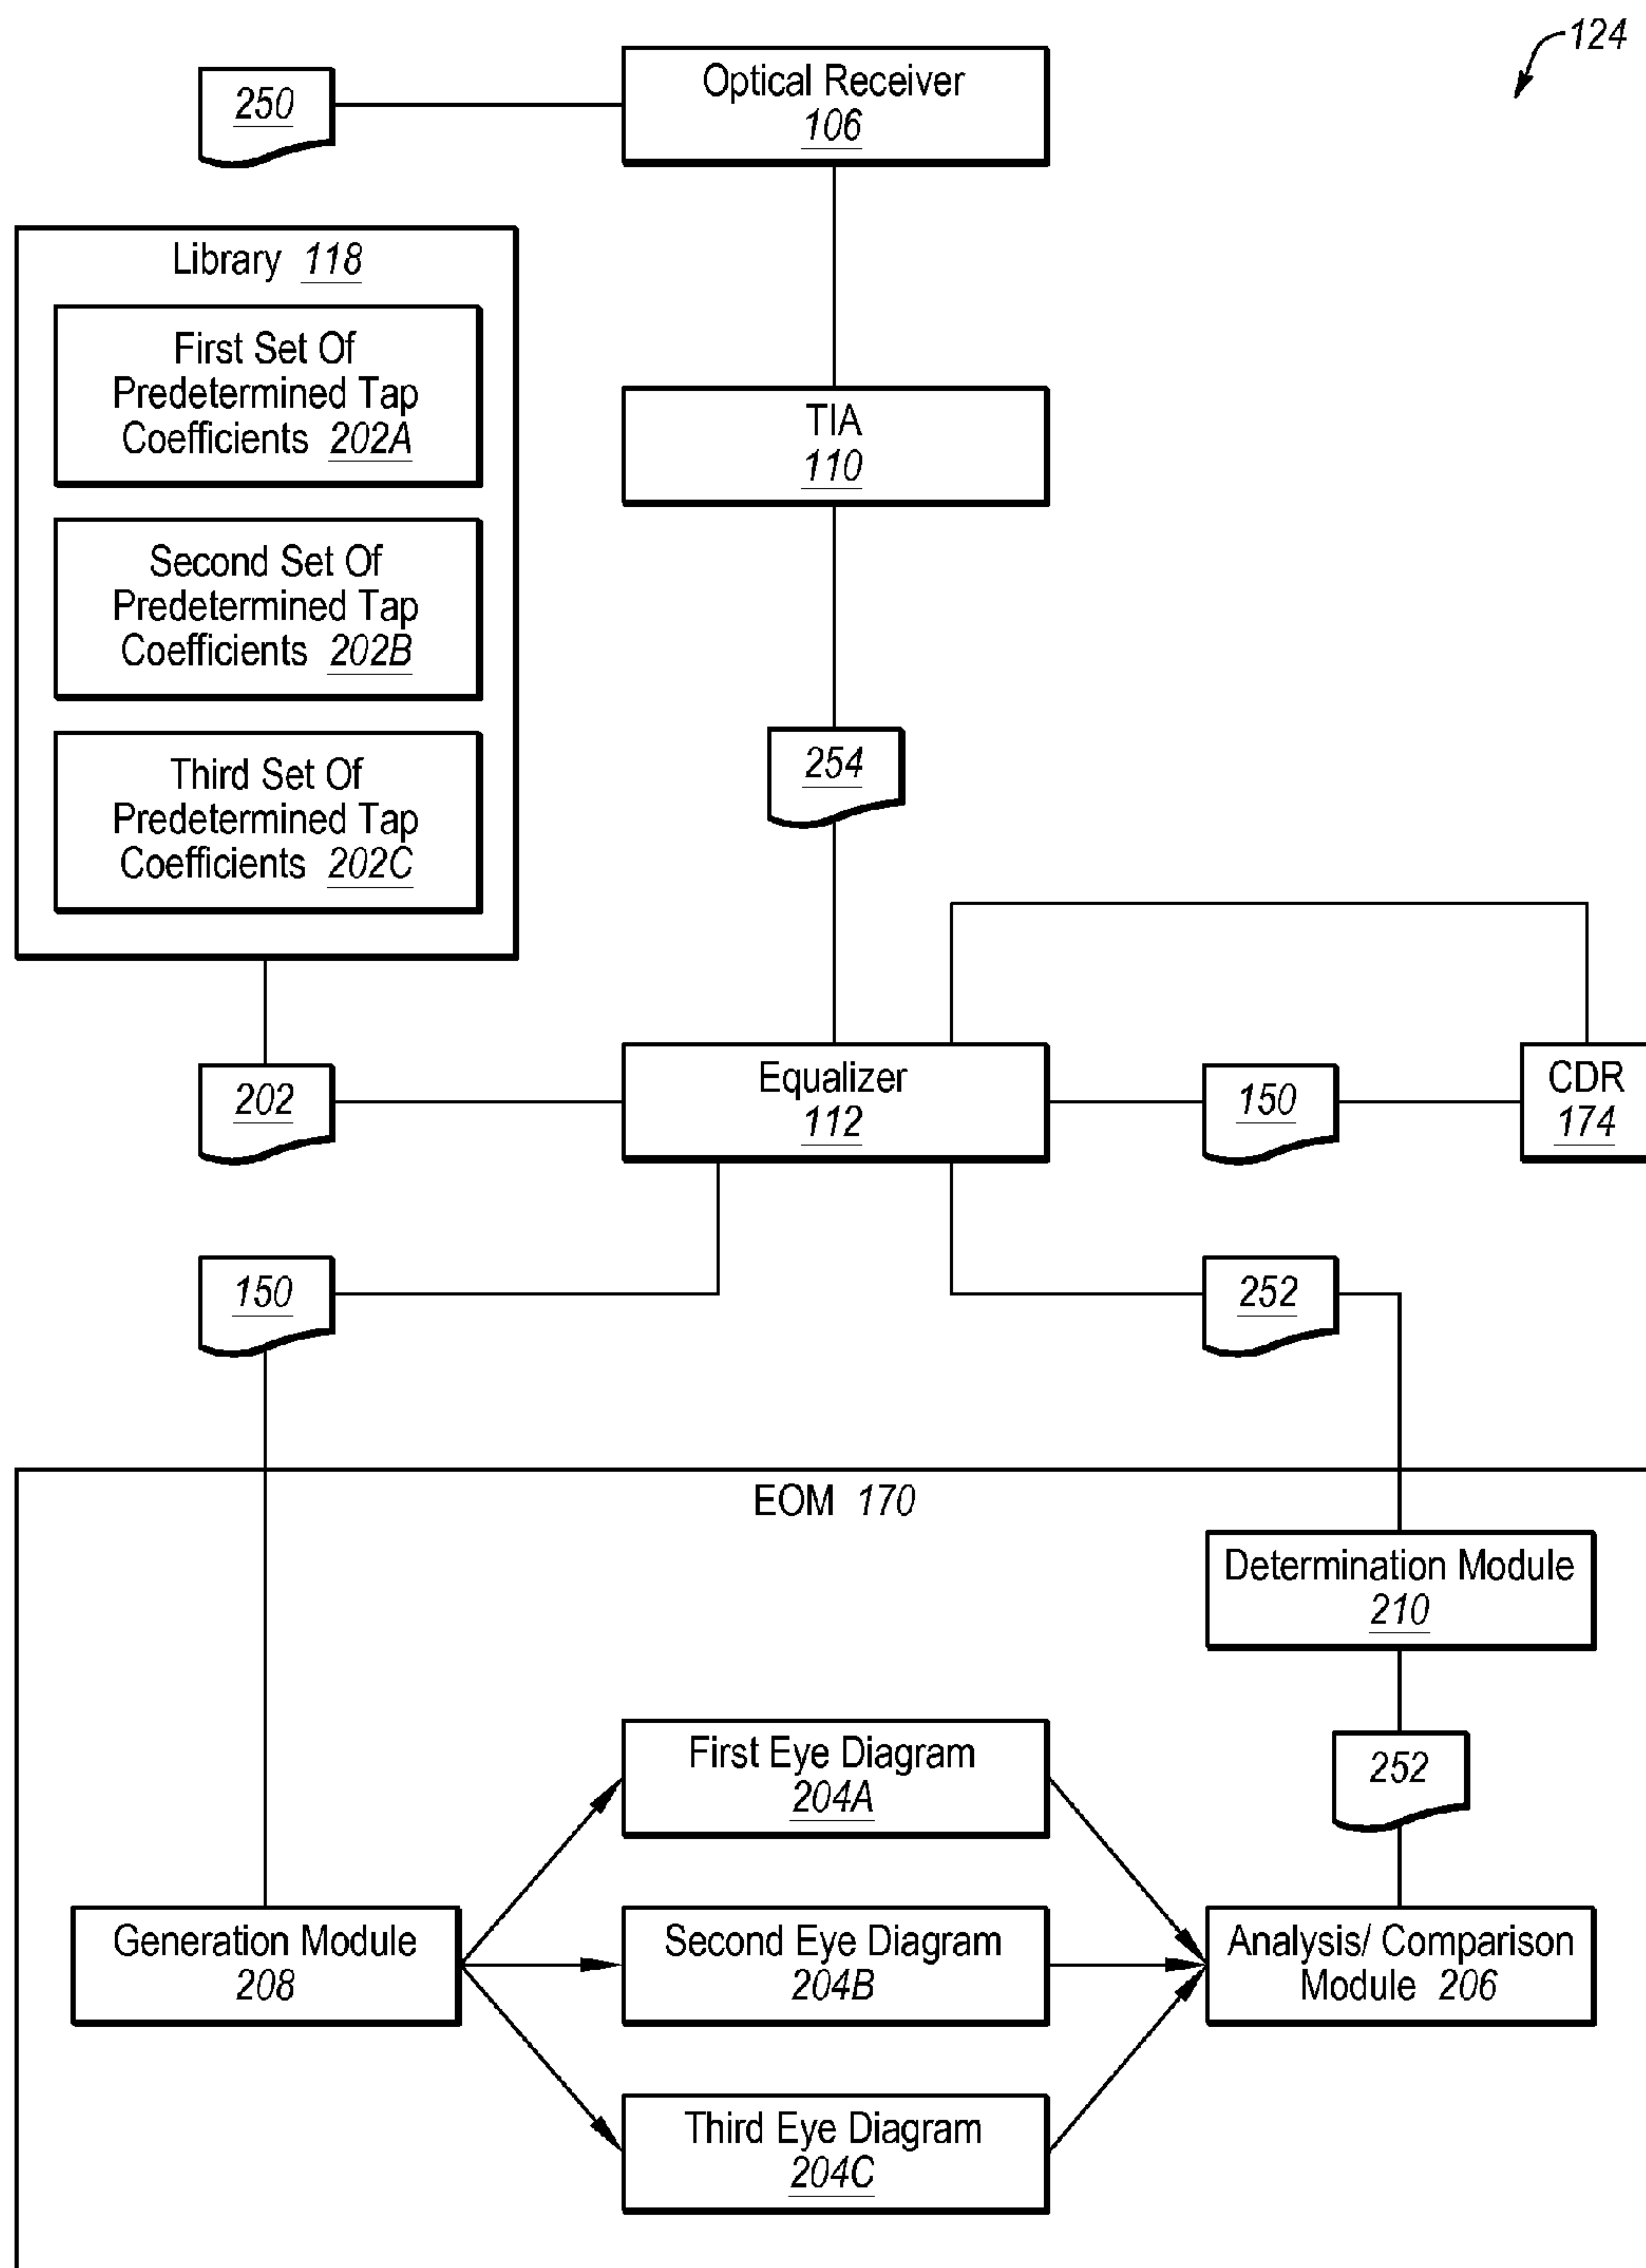 124
250
Optical Receiver
106
Library 118
First Set Of
Predetermined Tap
Coefficients 202A
Second Set Of
Predetermined Tap
Coefficients 202B
Third Set Of
Predetermined Tap
Coefficients 202C
TIA
110
254
202
Equalizer
112
150
CDR
174
150
252
EOM 170
Determination Module
210
252
First Eye Diagram
204A
Generation Module
208
Second Eye Diagram
204B
Analysis/ Comparison
Module 206
Third Eye Diagram
204C